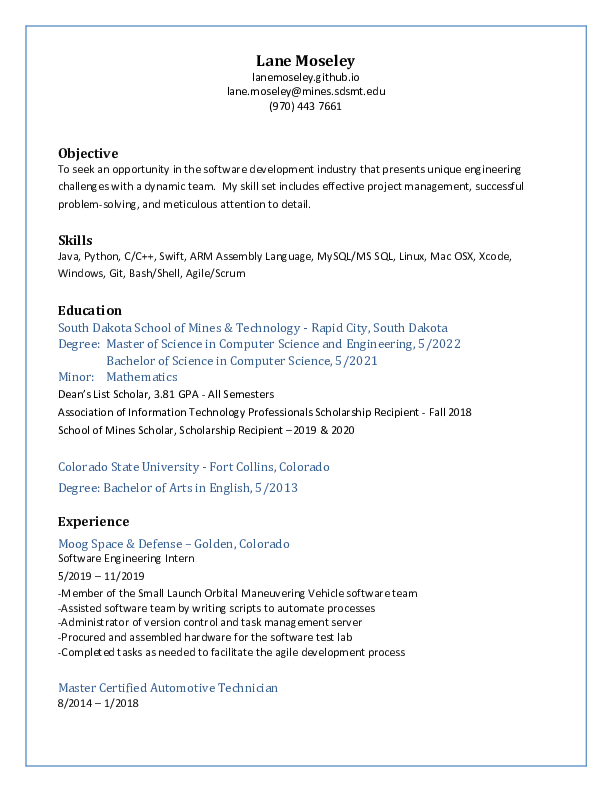 Lane Moseley
lanemoseley.github.io
lane.moseley@mines.sdsmt.edu
(970) 443 7661
Objective
To seek an opportunity in the software development industry that presents unique engineering
challenges with a dynamic team.  My skill set includes effective project management, successful
problem-solving, and meticulous attention to detail.
Skills
Java, Python, C/C++, Swift, ARM Assembly Language, MySQL/MS SQL, Linux, Mac OSX, Xcode,
Windows, Git, Bash/Shell, Agile/Scrum
Education
South Dakota School of Mines & Technology - Rapid City, South Dakota
Degree:  Master of Science in Computer Science and Engineering, 5/2022
Bachelor of Science in Computer Science, 5/2021
Minor:    Mathematics
Dean’s List Scholar, 3.81 GPA - All Semesters
Association of Information Technology Professionals Scholarship Recipient - Fall 2018
School of Mines Scholar, Scholarship Recipient – 2019 & 2020
Colorado State University - Fort Collins, Colorado
Degree: Bachelor of Arts in English, 5/2013
Experience
Moog Space & Defense – Golden, Colorado
Software Engineering Intern
5/2019 – 11/2019
-Member of the Small Launch Orbital Maneuvering Vehicle software team
-Assisted software team by writing scripts to automate processes
-Administrator of version control and task management server
-Procured and assembled hardware for the software test lab
-Completed tasks as needed to facilitate the agile development process
Master Certified Automotive Technician
8/2014 – 1/2018